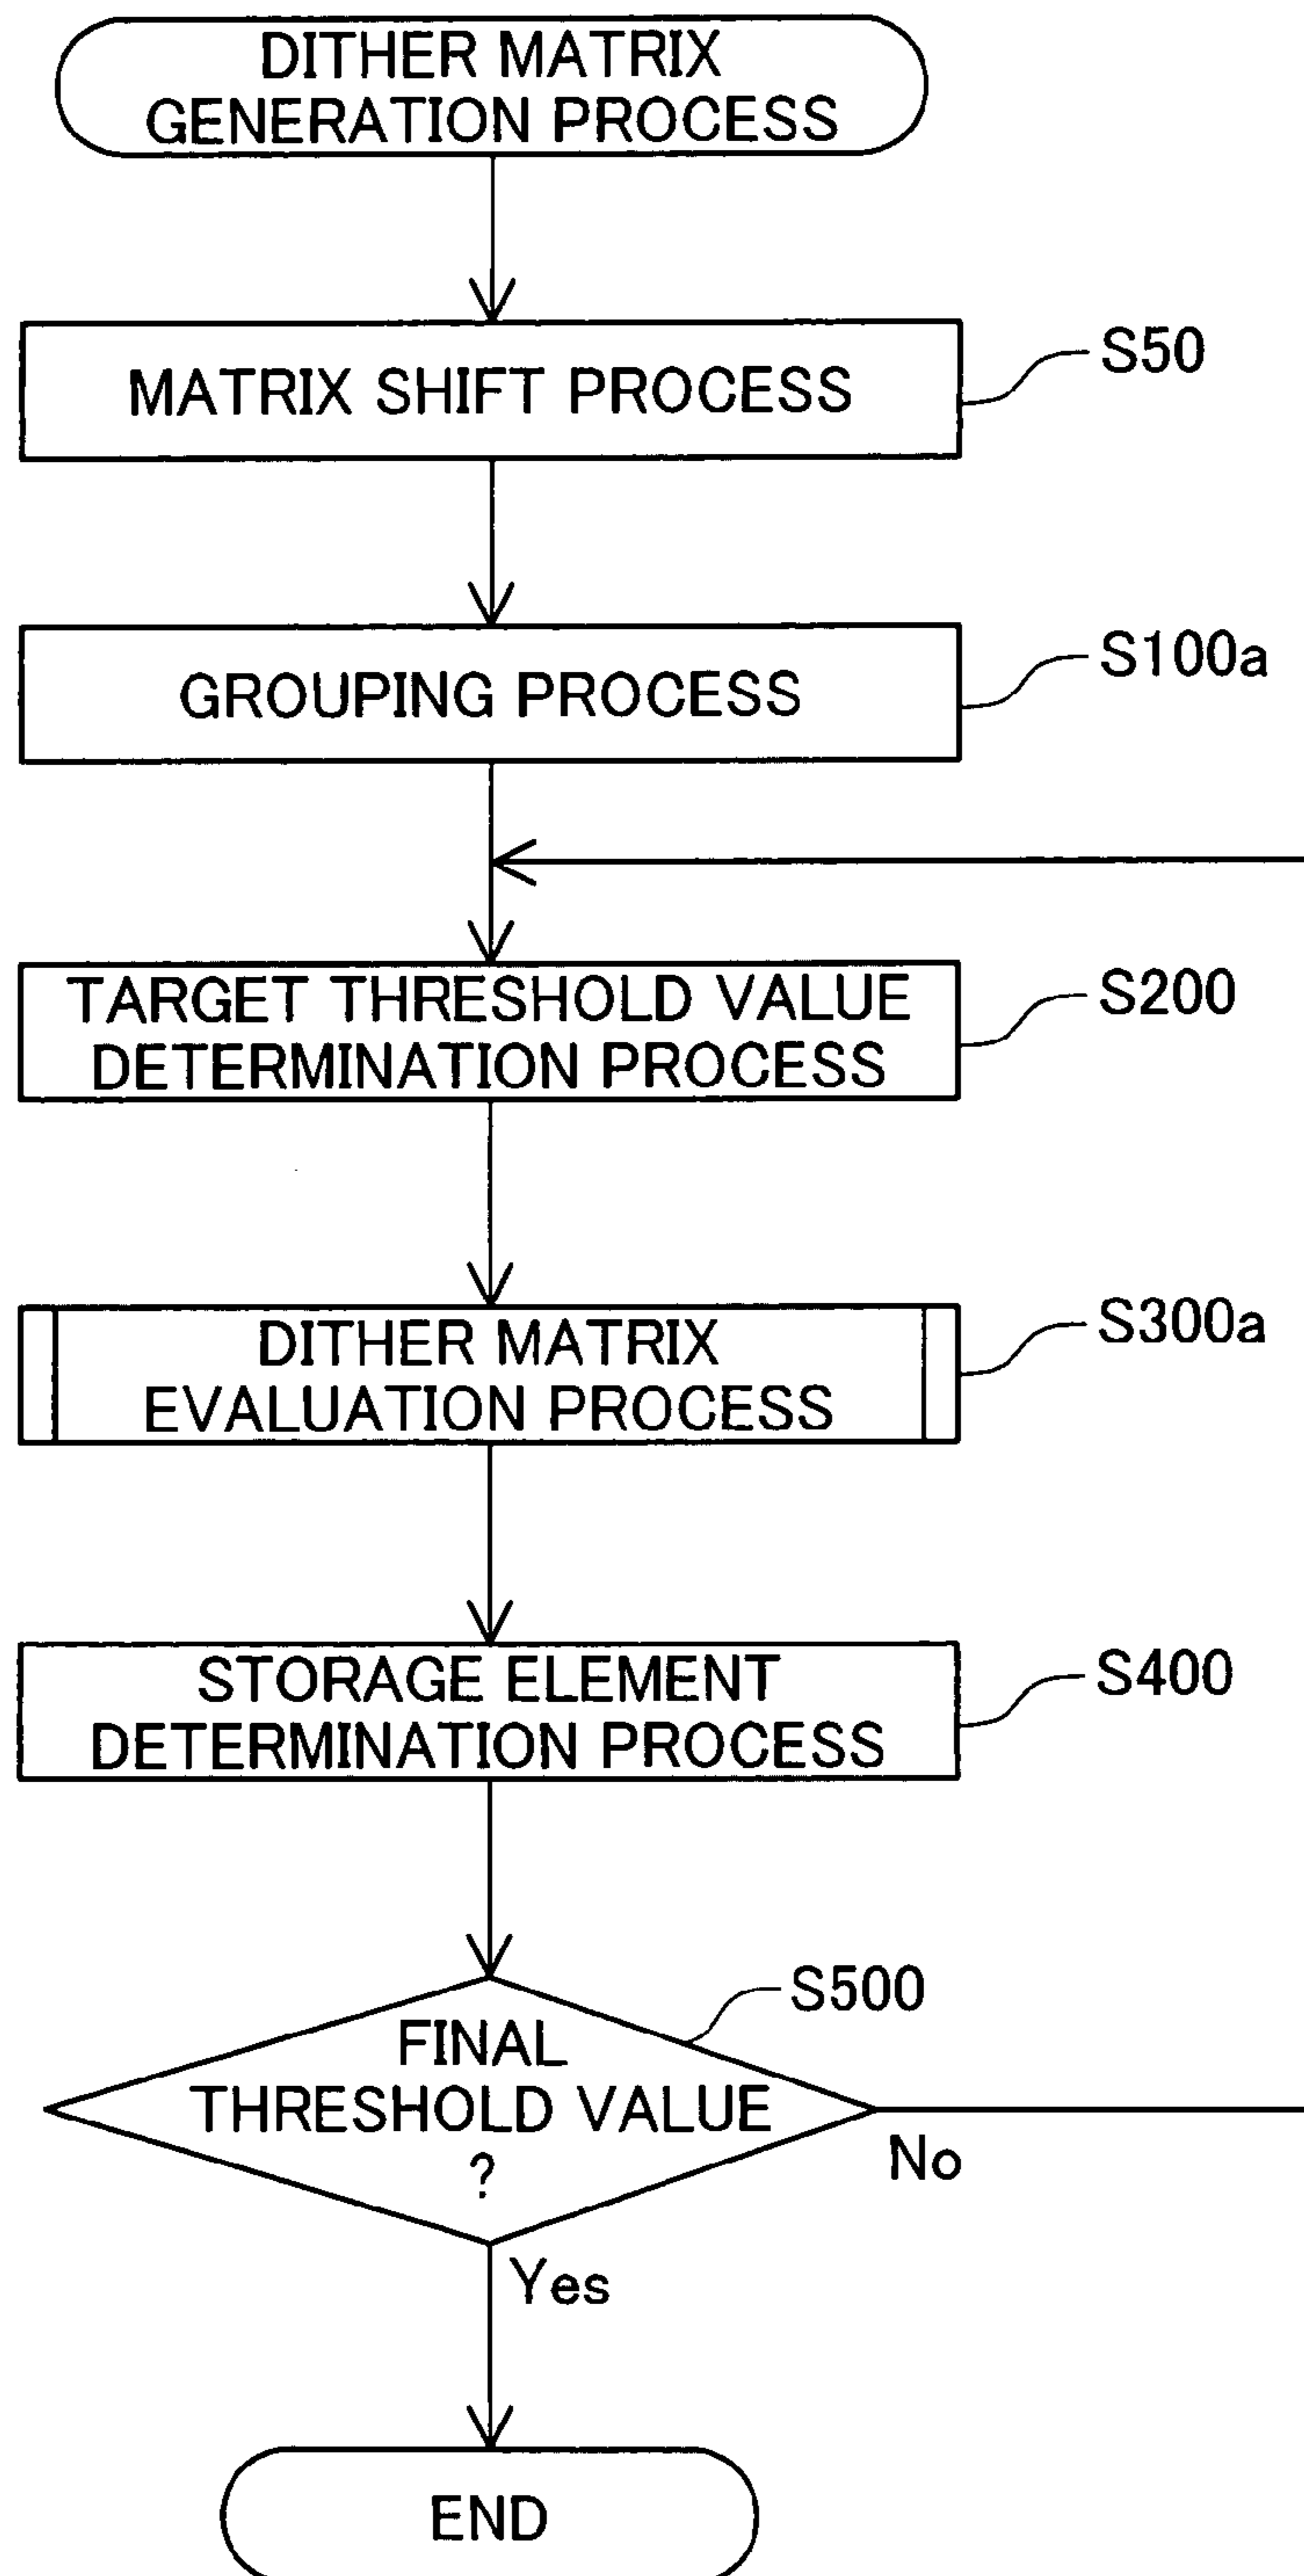 DITHER MATRIX
GENERATION PROCESS
MATRIX SHIFT PROCESS
S50
GROUPING PROCESS
S100a
TARGET THRESHOLD VALUE
DETERMINATION PROCESS
S200
DITHER MATRIX
EVALUATION PROCESS
S300a
STORAGE ELEMENT
DETERMINATION PROCESS
S400
S500
FINAL
THRESHOLD VALUE
?
No
Yes
END